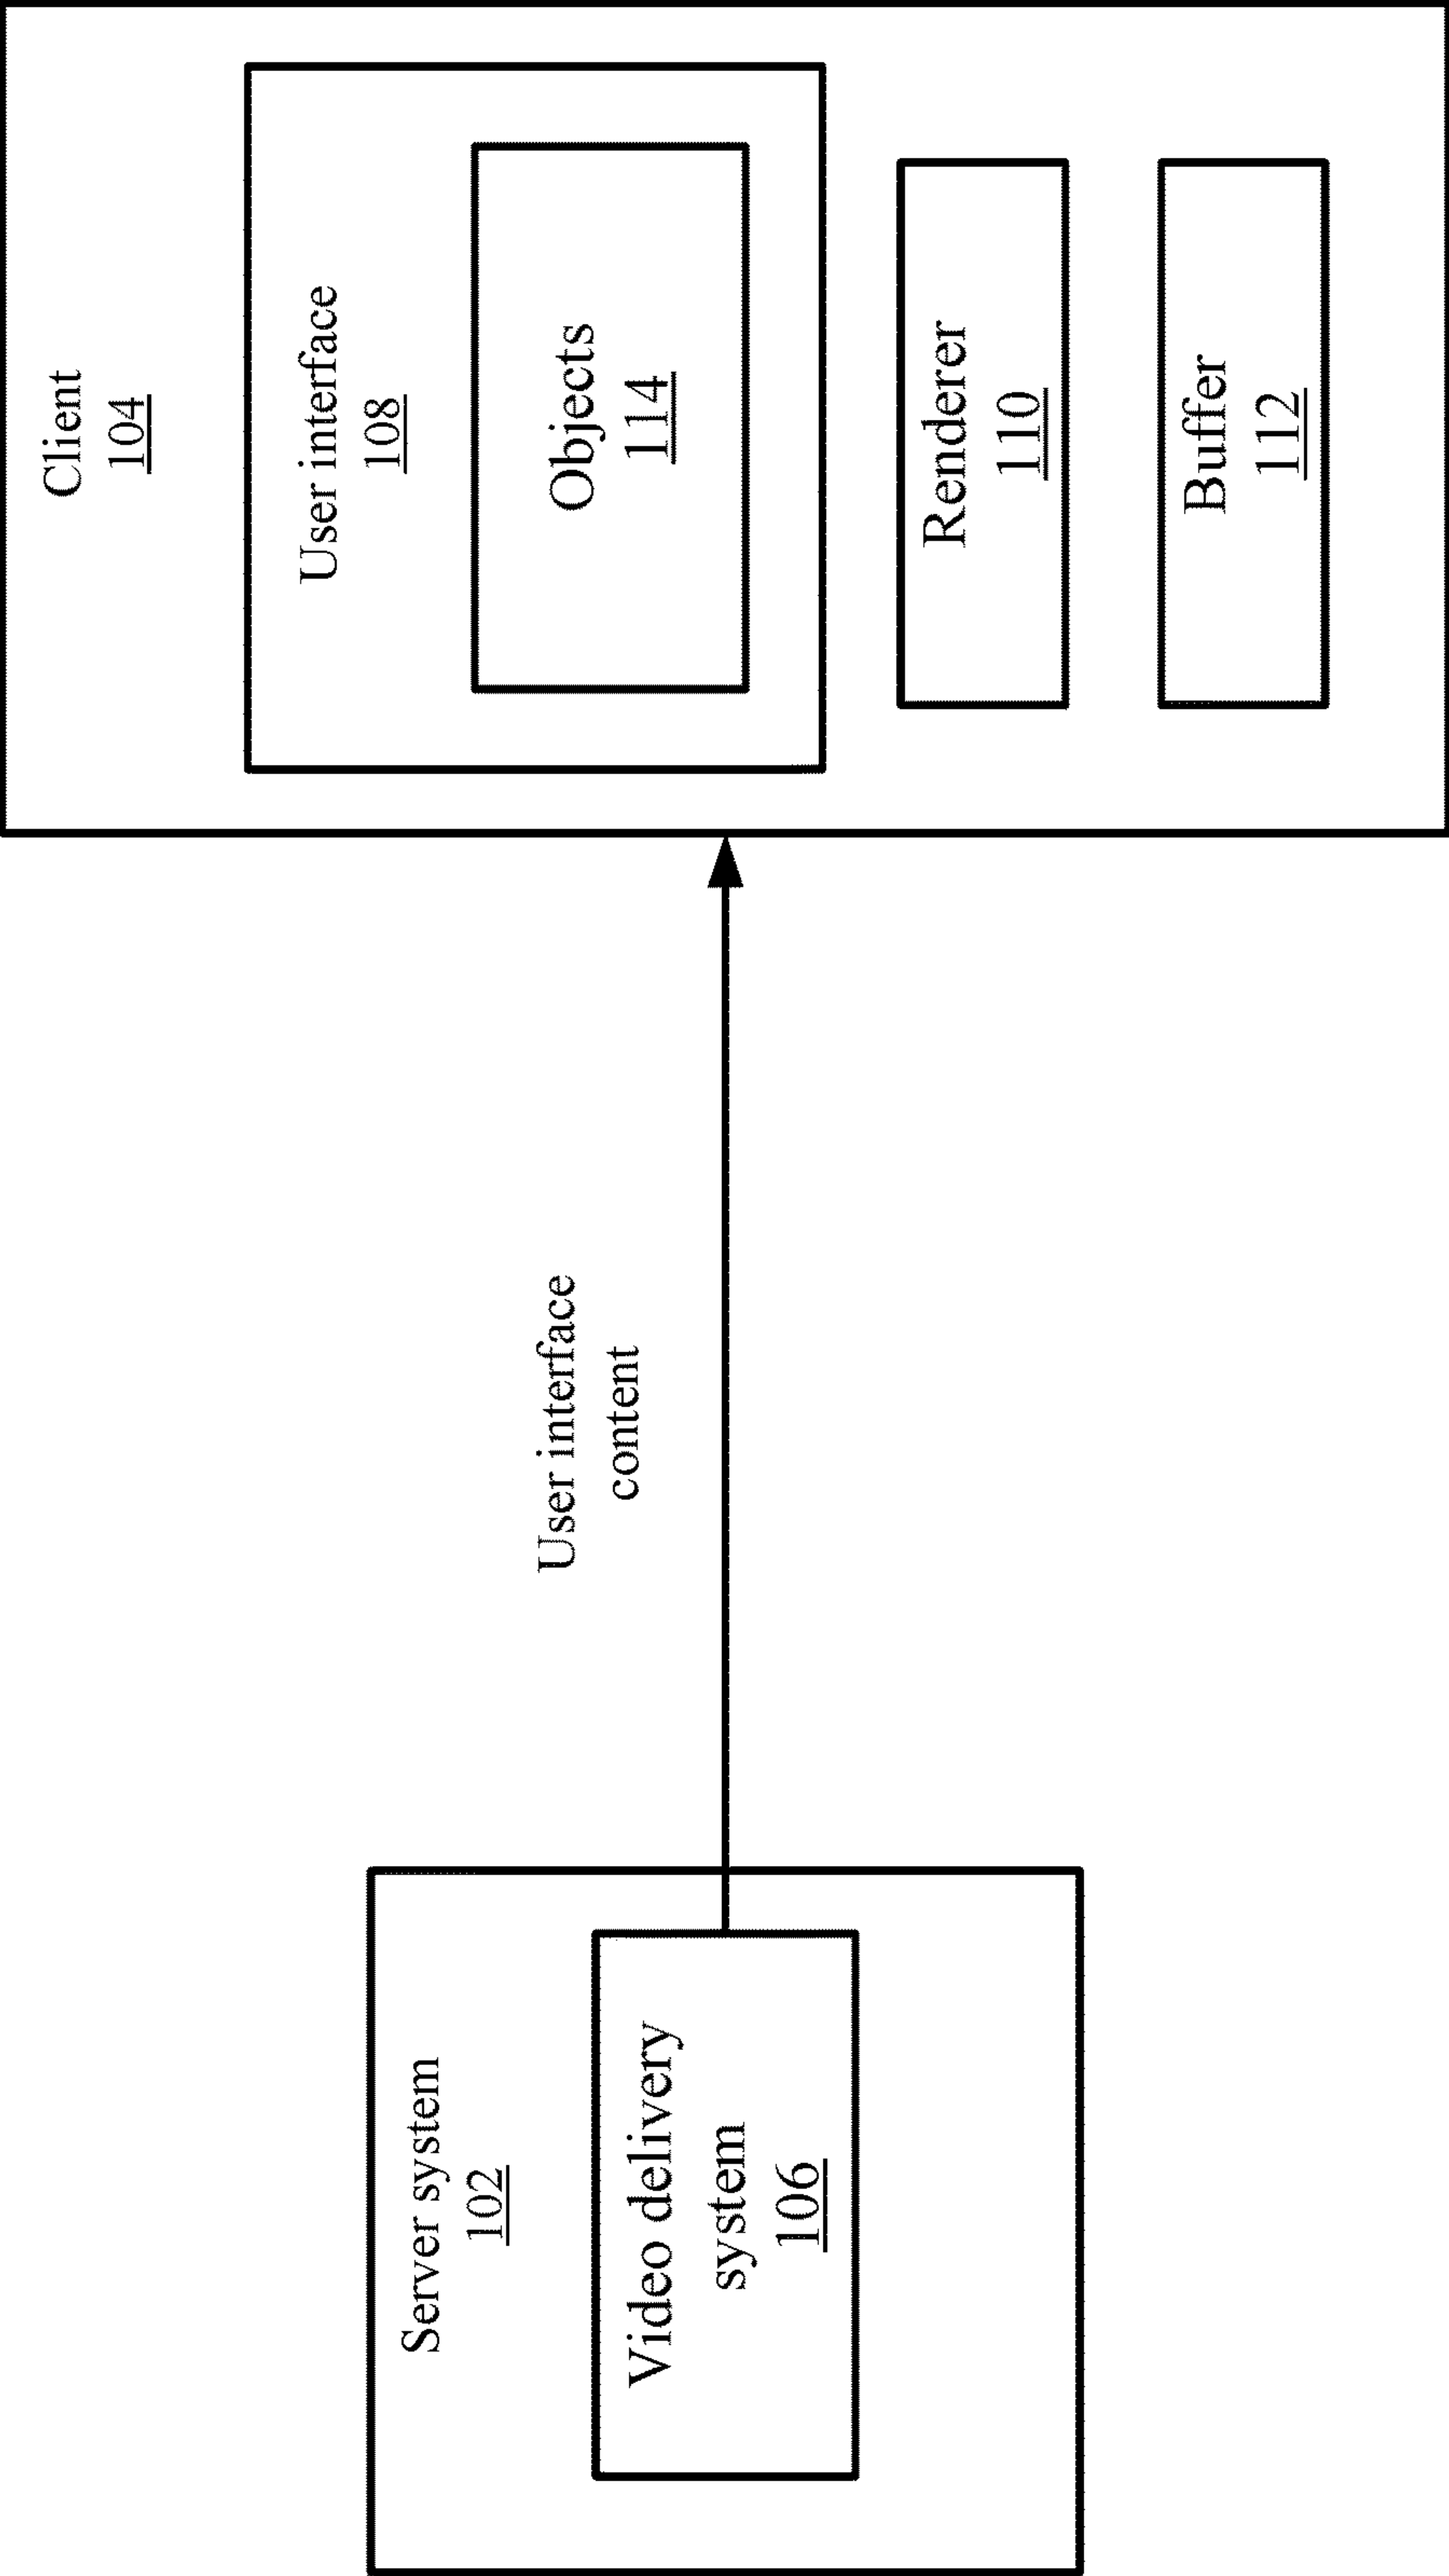 Server system
102
Video delivery
system
106
User interface
content
Client
104
User interface
108
Objects
114
Renderer
110
Buffer
112